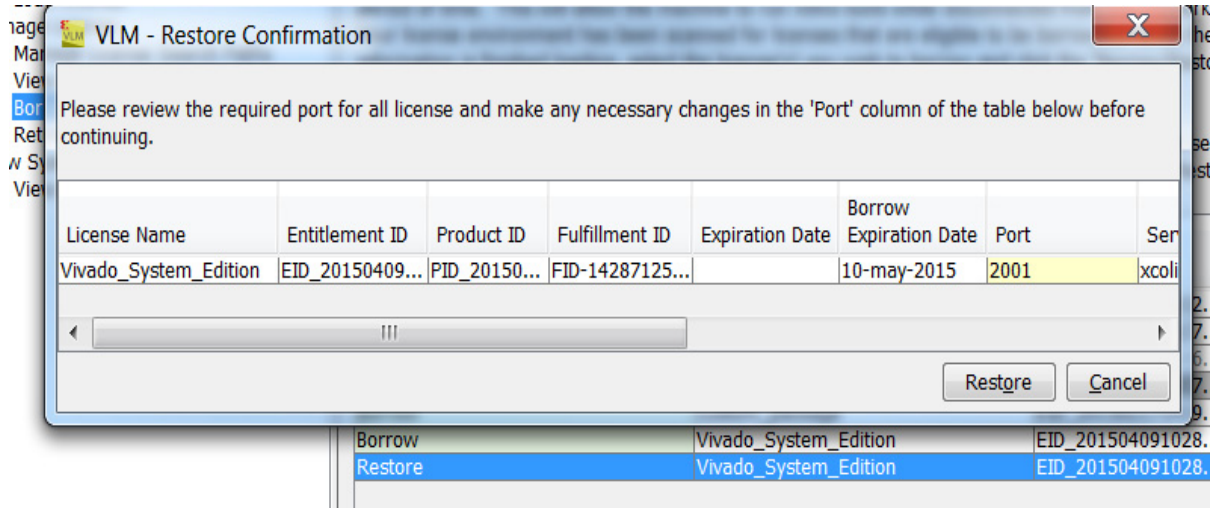 VLM - Restore Confirmation
Please review the required port for all license and make any necessary changes in the 'Port' column of the table below before
continuing.
License Name Entitlement ID Product ID Fulfillment ID Expiration Date Borrow Expiration Date Port Ser
Vivado_System_Edition EID_20150409... PID_20150... FID-14287125... 10-may-2015 2001 xcoli
Restore Cancel
Borrow Vivado_System_Edition EID_201504091028.
Restore Vivado_System_Edition EID_201504091028.